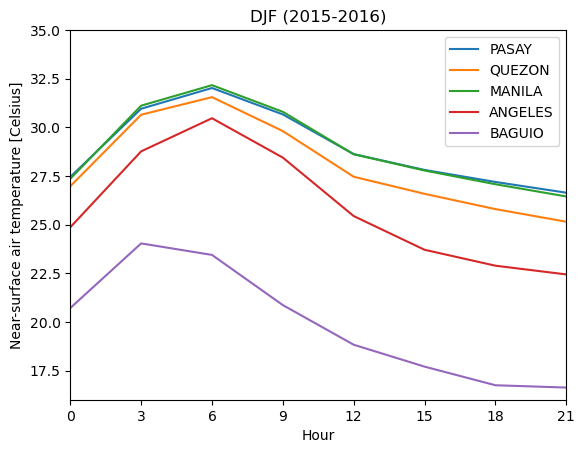 DJF (2015-2016)
Near-surface air temperature [Celsius]
35.0
32.5
30.0
27.5
25.0
22.5
20.0
17.5
PASAY
QUEZON
MANILA
ANGELES
BAGUIO
0 3 6 9 12 15 18 21
Hour